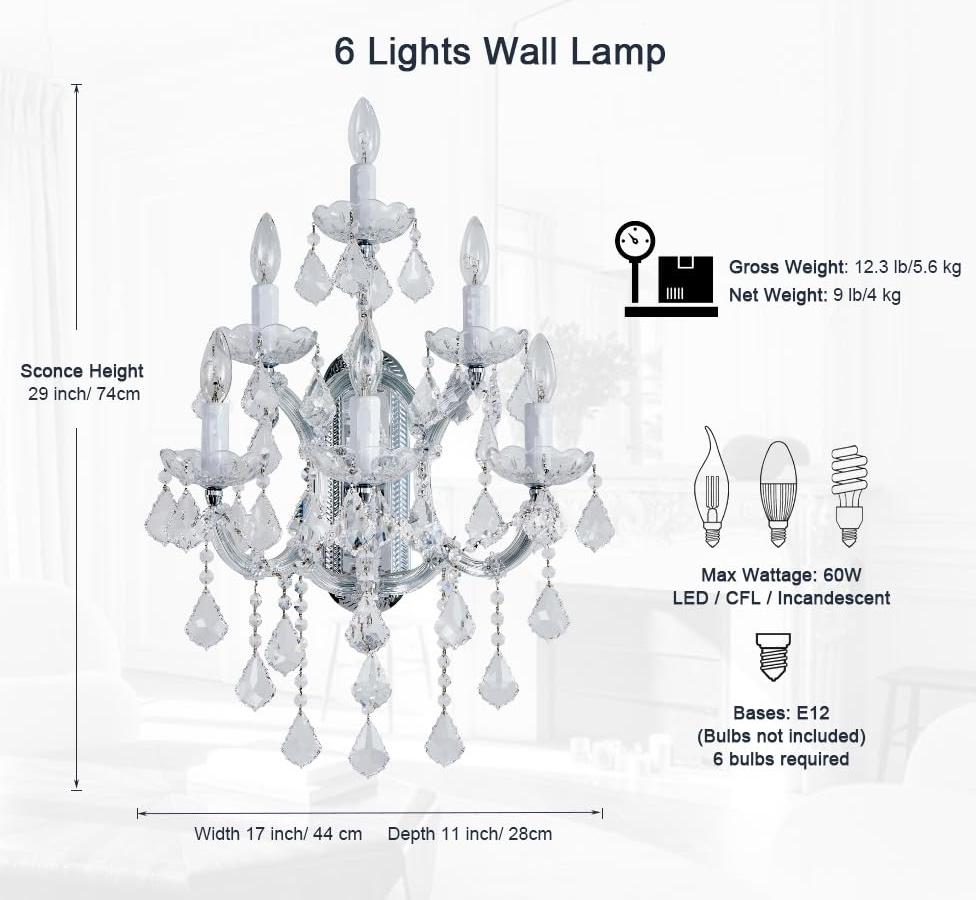 6 Lights Wall Lamp
Gross Weight: 12.3 lb/5.6 kg
Net Weight: 9 lb/4 kg
Sconce Height
29 inch/ 74cm
Max Wattage: 60W
LED / CFL / Incandescent
Bases: E12
(Bulbs not included)
6 bulbs required
Width 17 inch/ 44 cm Depth 11 inch/ 28cm